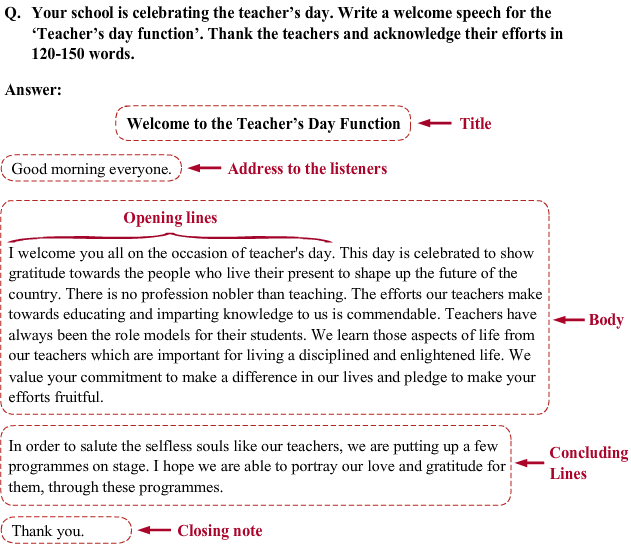 Q. Your school is celebrating the teacher’s day. Write a welcome speech for the
‘Teacher’s day function’. Thank the teachers and acknowledge their efforts in
120-150 words.
Answer:
Welcome to the Teacher’s Day Function
Title
Good morning everyone.
Address to the listeners
Opening lines
I welcome you all on the occasion of teacher's day. This day is celebrated to show
gratitude towards the people who live their present to shape up the future of the
country. There is no profession nobler than teaching. The efforts our teachers make
towards educating and imparting knowledge to us is commendable. Teachers have
always been the role models for their students. We learn those aspects of life from
our teachers which are important for living a disciplined and enlightened life. We
value your commitment to make a difference in our lives and pledge to make your
efforts fruitful.
Body
In order to salute the selfless souls like our teachers, we are putting up a few
programmes on stage. I hope we are able to portray our love and gratitude for
them, through these programmes.
Concluding
Lines
Thank you.
Closing note